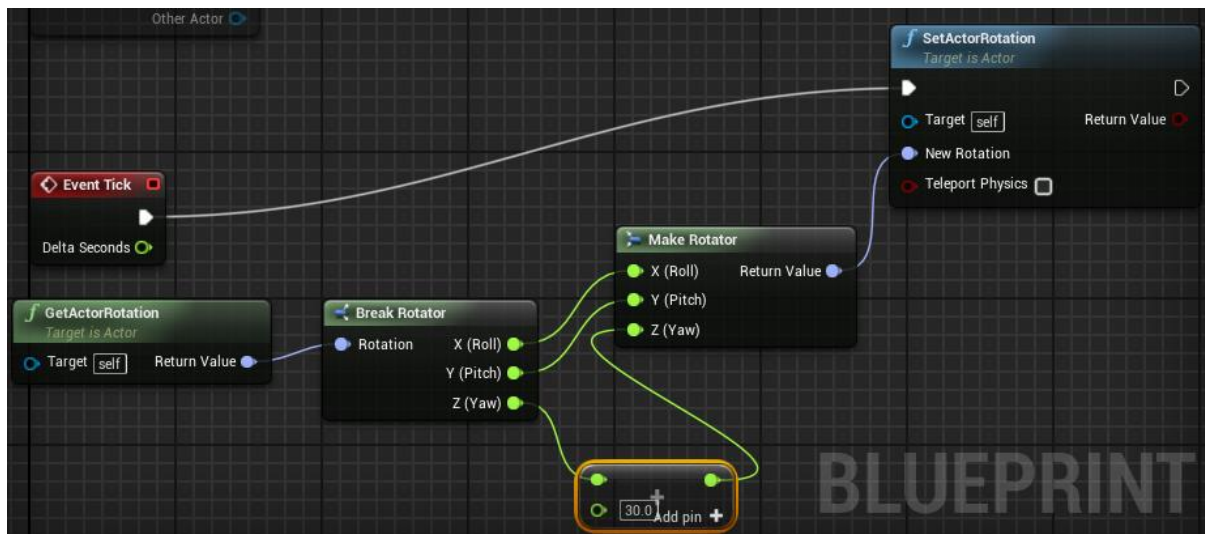 Other Actor
SetActorRotation
Target is Actor
Target self
Return Value
New Rotation
Teleport Physics
Event Tick
Delta Seconds
Make Rotator
X (Roll)
Return Value
Y (Pitch)
Z (Yaw)
GetActorRotation
Target is Actor
Target self
Return Value
Break Rotator
Rotation
X (Roll)
Y (Pitch)
Z (Yaw)
30.0
Add pin
BLUEPRINT